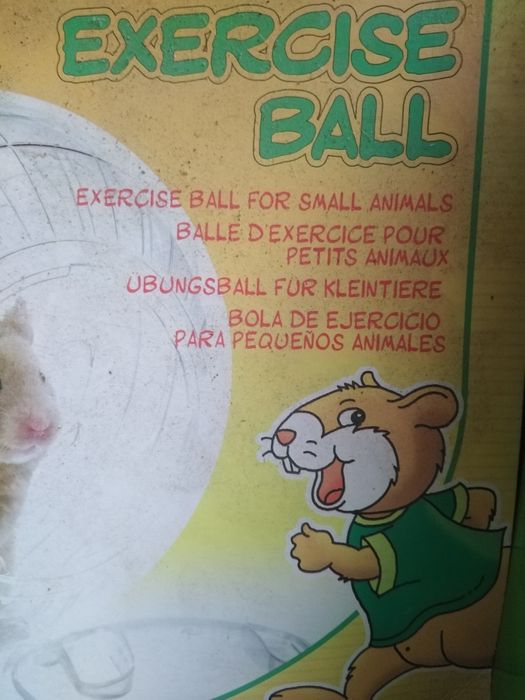 EXERCISE
BALL
EXERCISE BALL FOR SMALL ANIMALS
BALLE D'EXERCICE POUR
PETITS ANIMAUX
ÜBUNGSBALL FÜR KLEINTIERE
BOLA DE EJERCICIO
PARA PEQUEÑOS ANIMALES